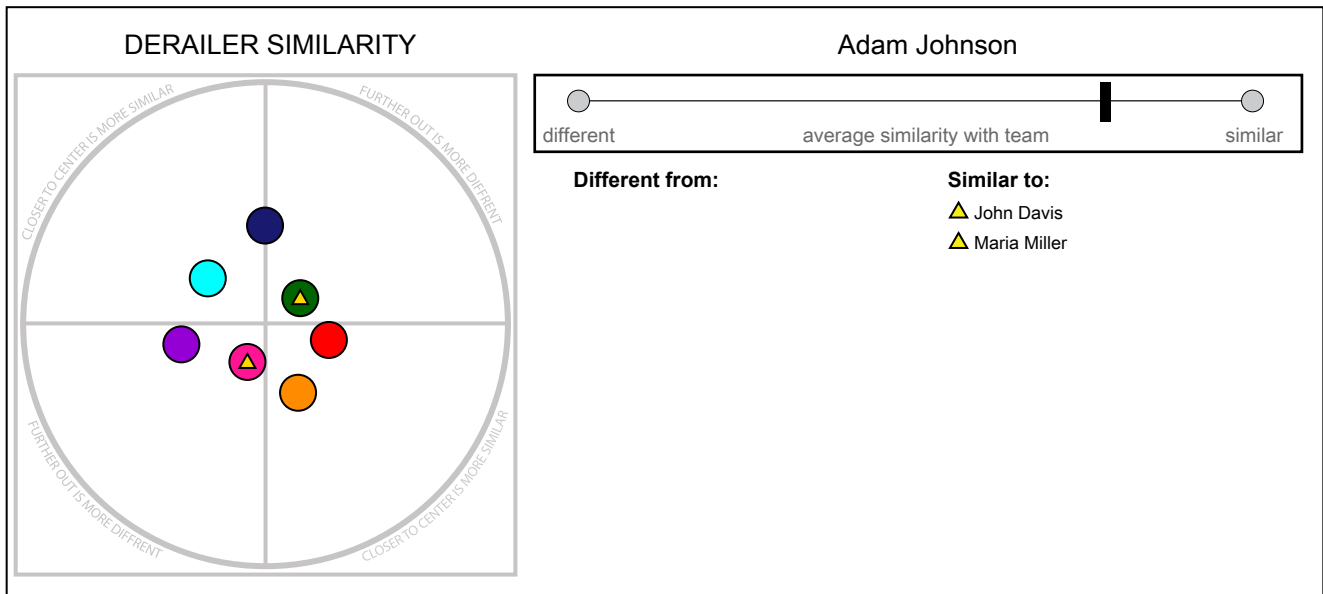 DERAILER SIMILARITY
CLOSER TO CENTER IS MORE SIMILAR
FURTHER OUT IS MORE DIFFRENT
FURTHER OUT IS MORE DIFFRENT
CLOSER TO CENTER IS MORE SIMILAR
Adam Johnson
different average similarity with team similar
Different from:
Similar to:
John Davis
Maria Miller